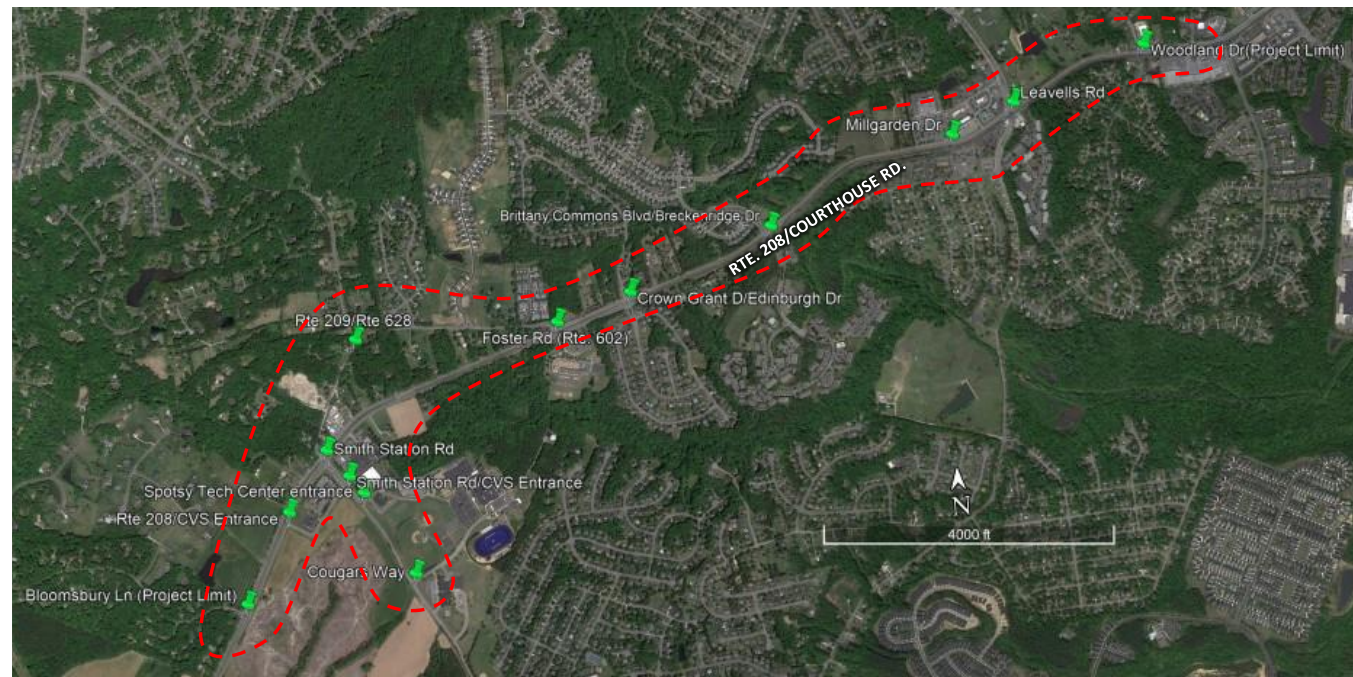 Woodland Dr(Project Limit)
Leavells Rd
Millgarden Dr
RTE. 208/COURTHOUSE RD.
Brittany Commons Blvd/Breckenridge Dr
Crown Grant D/Edinburgh Dr
Rte 209/Rte 628
Foster Rd (Rte. 602)
Smith Station Rd
Smith Station Rd/CVS Entrance
Spotsy Tech Center entrance
Rte 208/CVS Entrance
N
4000 ft
Cougars Way
Bloomsbury Ln (Project Limit)